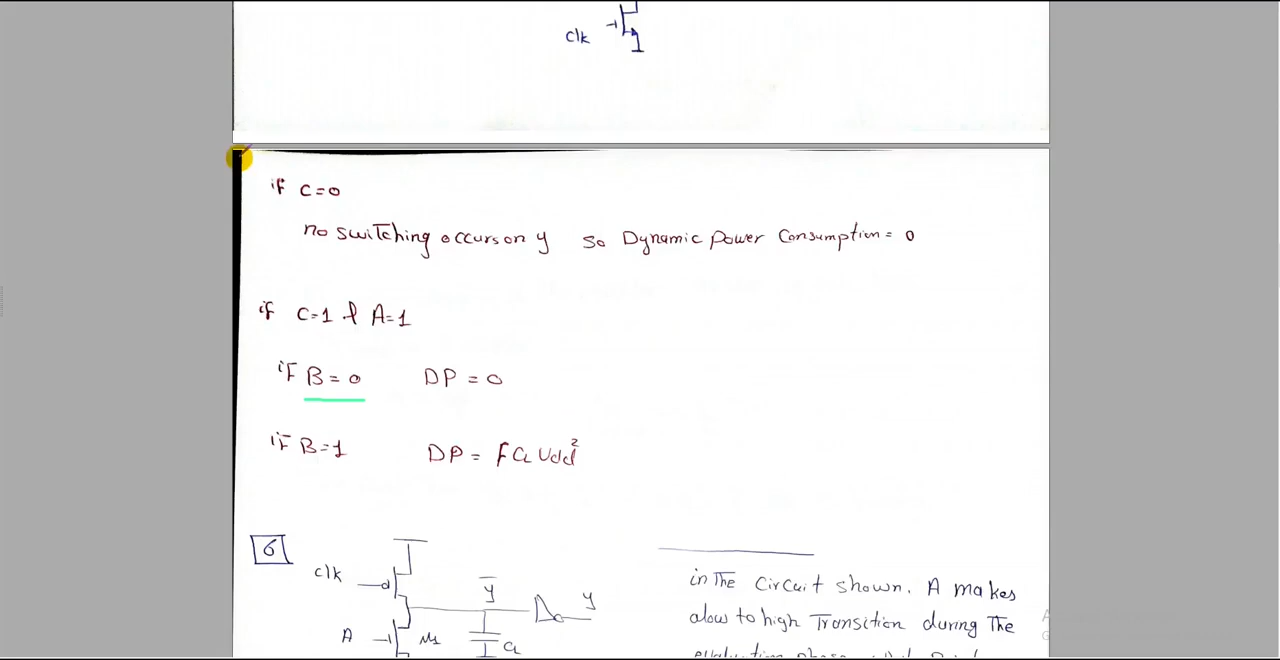 clk
if C=0
no switching occurs on y so Dynamic power Consumption = 0
if C=1 & A=1
if B = 0 DP = 0
if B=1 DP = F CL Vdd²
6
clk
y̅
y
A
M1
CL
in The Circuit shown. A makes
a low to high Transition during The